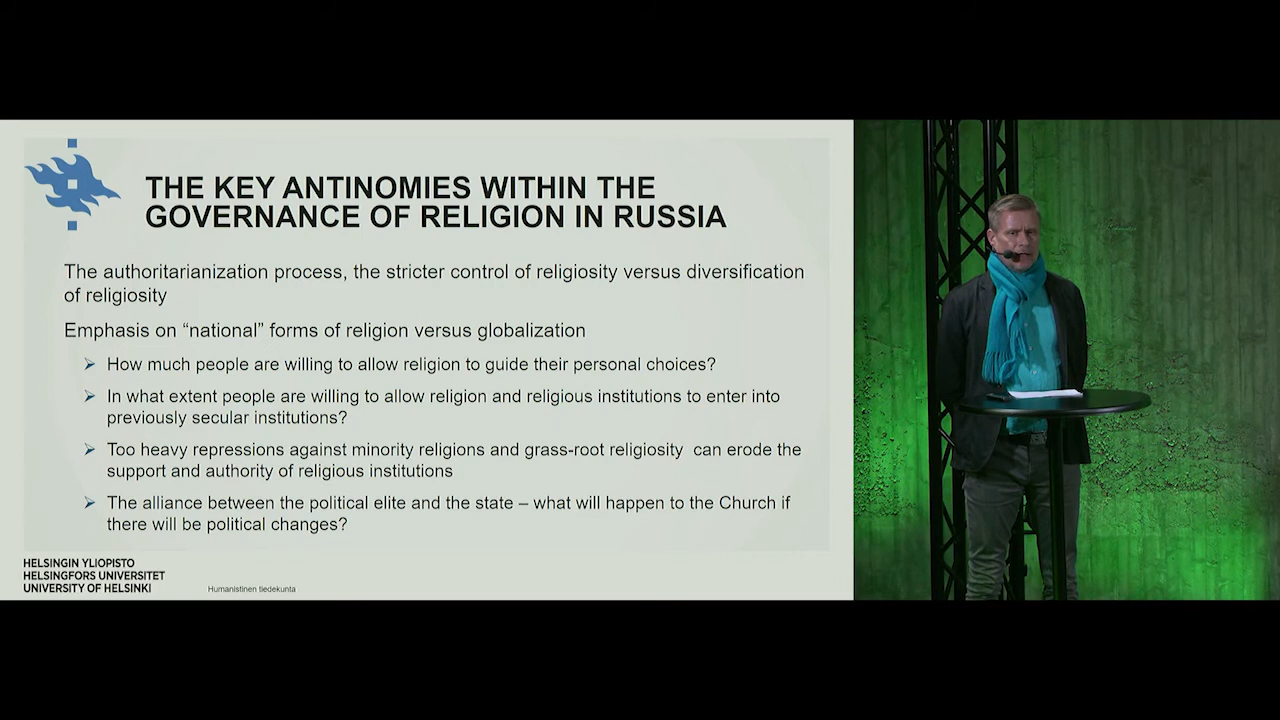 THE KEY ANTINOMIES WITHIN THE
GOVERNANCE OF RELIGION IN RUSSIA
The authoritarianization process, the stricter control of religiosity versus diversification
of religiosity
Emphasis on “national” forms of religion versus globalization
How much people are willing to allow religion to guide their personal choices?
In what extent people are willing to allow religion and religious institutions to enter into
previously secular institutions?
Too heavy repressions against minority religions and grass-root religiosity can erode the
support and authority of religious institutions
The alliance between the political elite and the state – what will happen to the Church if
there will be political changes?
HELSINGIN YLIOPISTO
HELSINGFORS UNIVERSITET
UNIVERSITY OF HELSINKI
Humanistinen tiedekunta